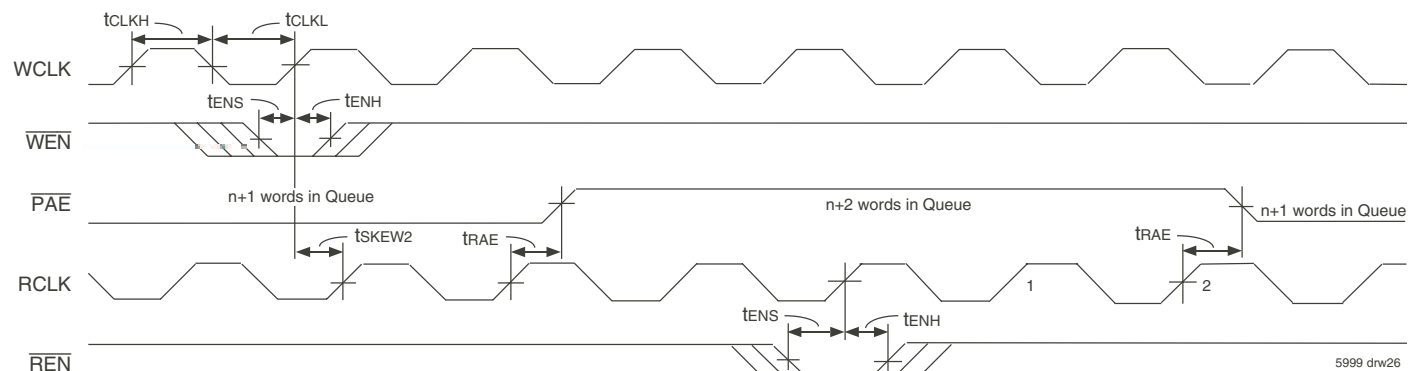 tCLKH
tCLKL
WCLK
tENS
tENH
WEN
n+1 words in Queue
PAE
n+2 words in Queue
n+1 words in Queue
tSKEW2
tRAE
tRAE
RCLK
1
2
tENS
tENH
REN
5999 drw26